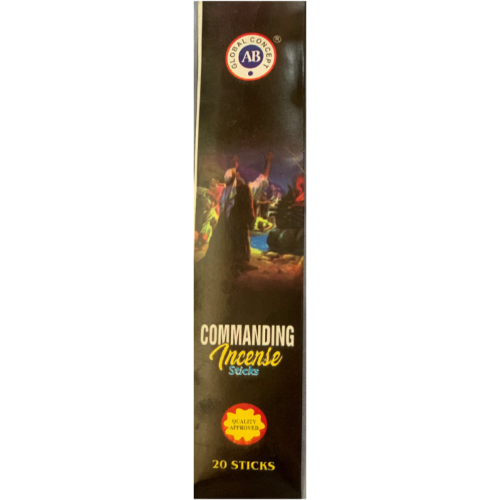 GLOBAL CONCEPT
AB
®
COMMANDING
Incense
Sticks
QUALITY
APPROVED
20 STICKS